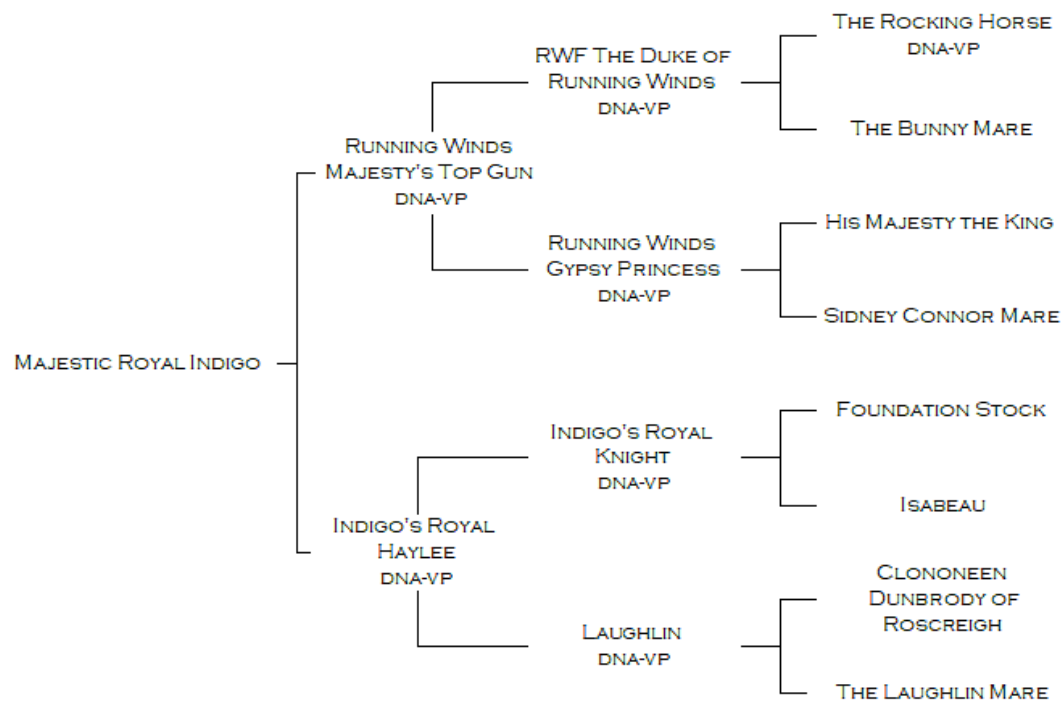 The Rocking Horse
DNA-VP
RWF The Duke of
Running Winds
DNA-VP
The Bunny Mare
Running Winds
Majesty's Top Gun
DNA-VP
His Majesty the King
Running Winds
Gypsy Princess
DNA-VP
Sidney Connor Mare
Majestic Royal Indigo
Foundation Stock
Indigo's Royal
Knight
DNA-VP
Isabeau
Indigo's Royal
Haylee
DNA-VP
Clononeen
Dunbrody of
Roscreigh
Laughlin
DNA-VP
The Laughlin Mare